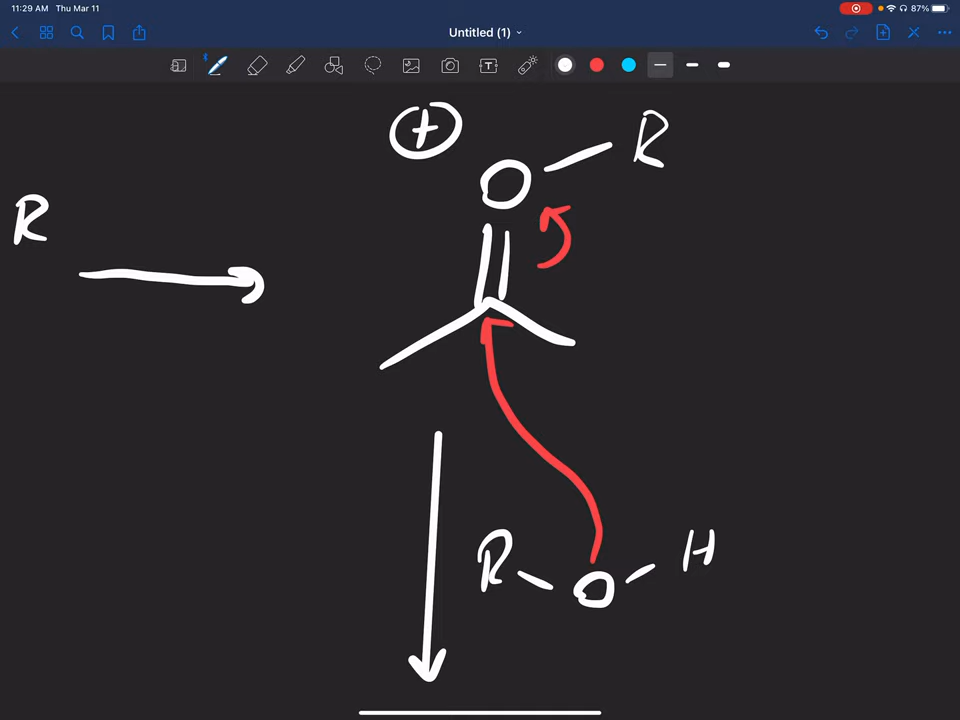 11:29 AM Thu Mar 11
87%
Untitled (1)
T
+
O R
R
R O H